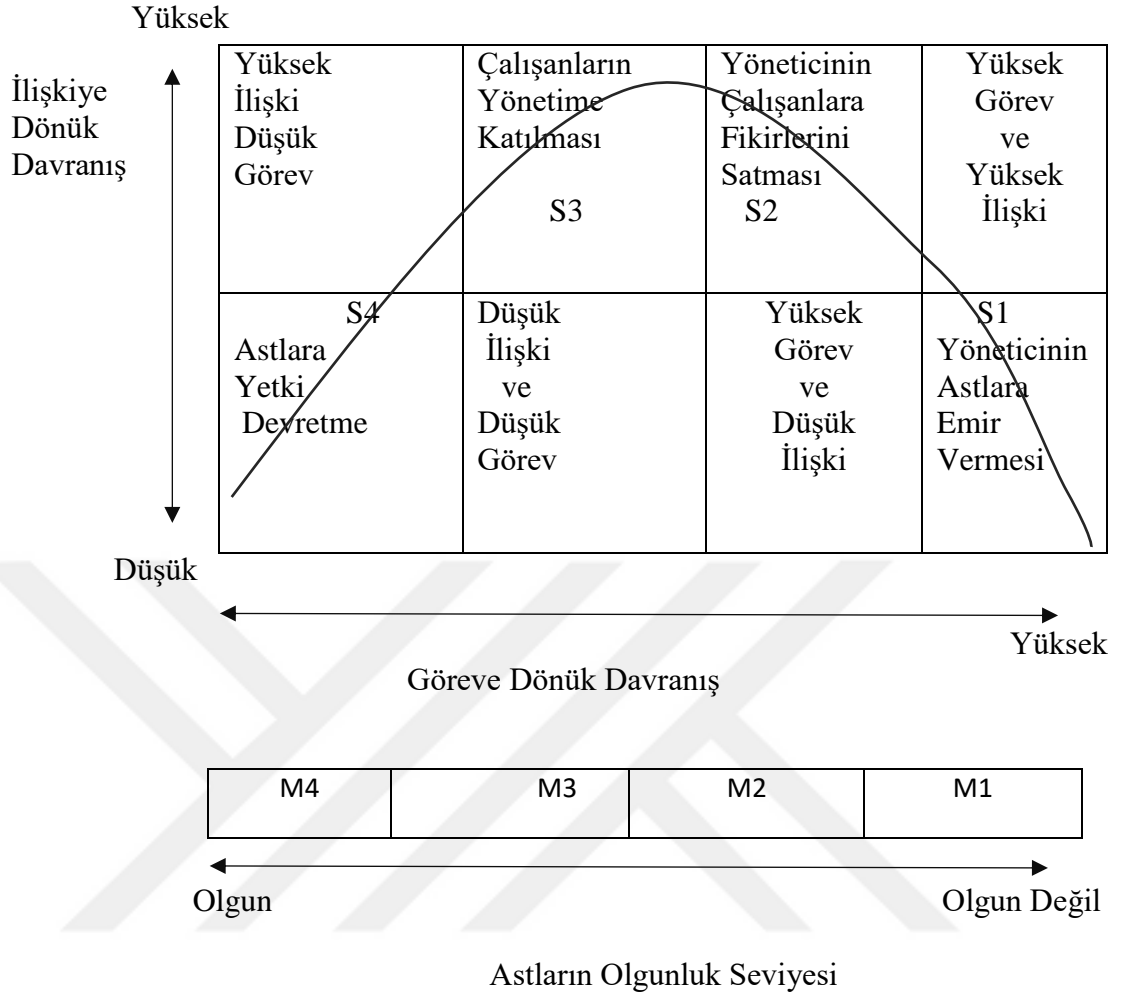 Yüksek
İlişkiye
Dönük
Davranış
Yüksek
İlişki
Düşük
Görev
Çalışanların
Yönetime
Katılması
S3
Yöneticinin
Çalışanlara
Fikirlerini
Satması
S2
Yüksek
Görev
ve
Yüksek
İlişki
S4
Astlara
Yetki
Devretme
Düşük
İlişki
ve
Düşük
Görev
Yüksek
Görev
ve
Düşük
İlişki
S1
Yöneticinin
Astlara
Emir
Vermesi
Düşük
Yüksek
Göreve Dönük Davranış
M4 M3 M2 M1
Olgun Olgun Değil
Astların Olgunluk Seviyesi